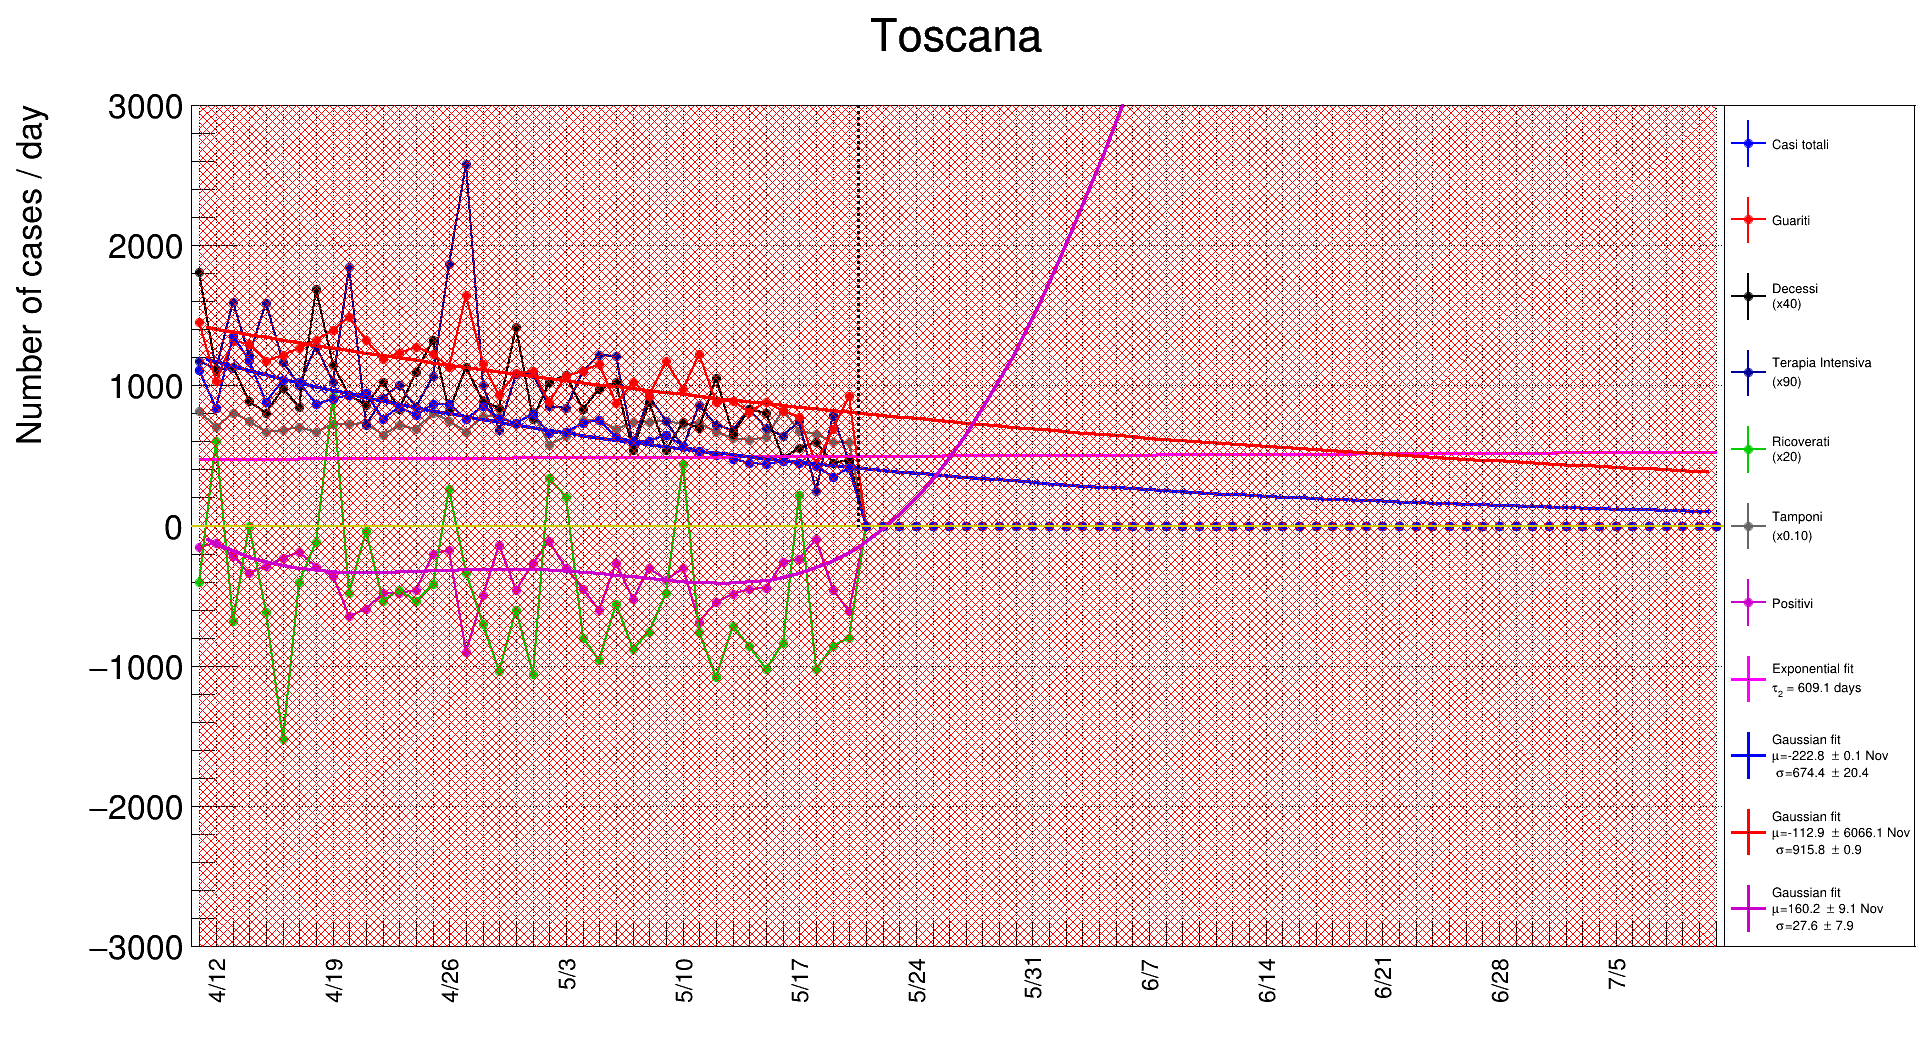 Toscana
Number of cases / day
3000
2000
1000
0
−1000
−2000
−3000
4/12
4/19
4/26
5/3
5/10
5/17
5/24
5/31
6/7
6/14
6/21
6/28
7/5
Casi totali
Guariti
Decessi
(x40)
Terapia Intensiva
(x90)
Ricoverati
(x20)
Tamponi
(x0.10)
Positivi
Exponential fit
τ2 = 609.1 days
Gaussian fit
μ=-222.8 ± 0.1 Nov
σ=674.4 ± 20.4
Gaussian fit
μ=-112.9 ± 6066.1 Nov
σ=915.8 ± 0.9
Gaussian fit
μ=160.2 ± 9.1 Nov
σ=27.6 ± 7.9